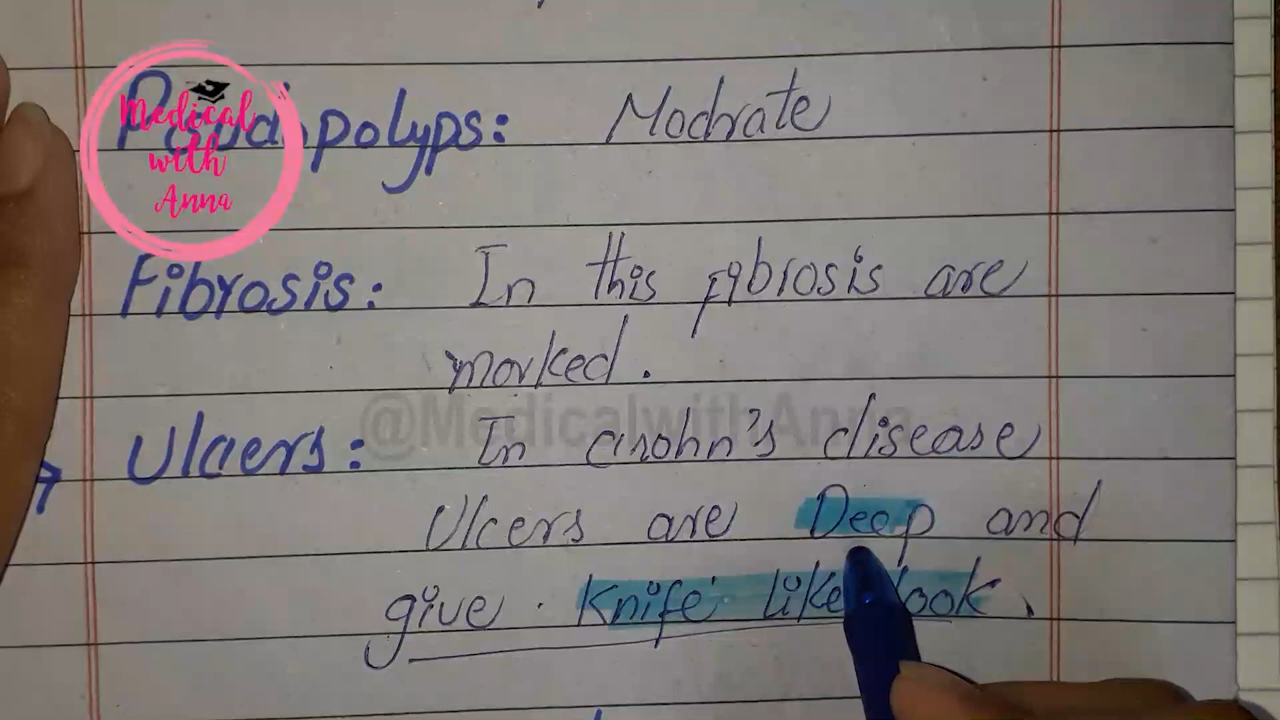 Medical
with
Anna
polyps: Modrate
Fibrosis: In this fibrosis are
marked.
@MedicalwithAnna
Ulcers: In crohn's disease
Ulcers are Deep and
give. Knife like look.